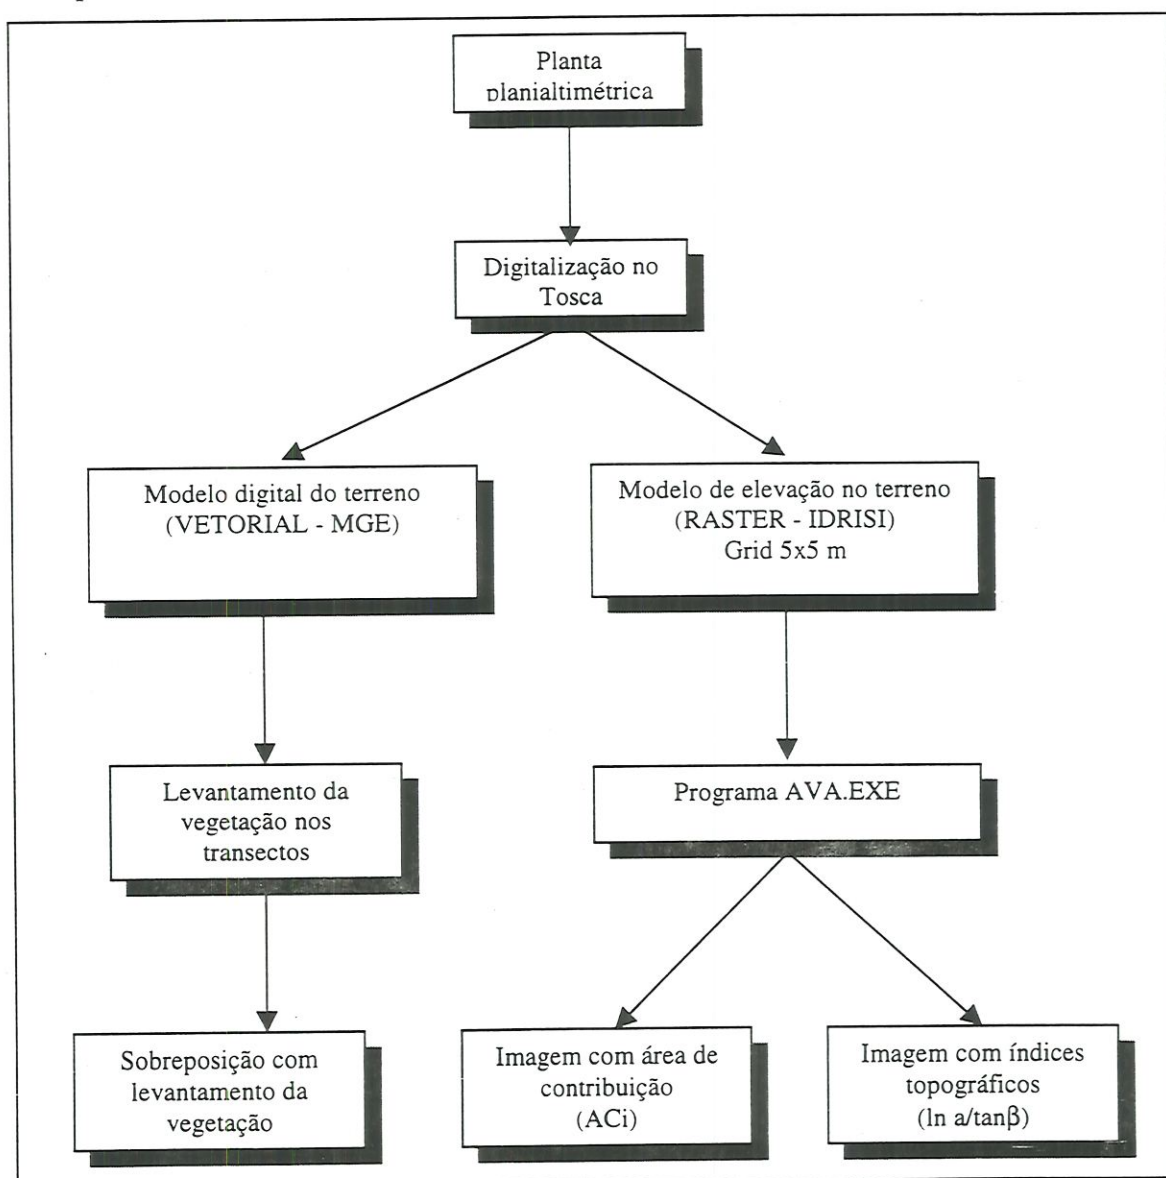 Planta
planialtimétrica
Digitalização no
Tosca
Modelo digital do terreno
(VETORIAL - MGE)
Modelo de elevação no terreno
(RASTER - IDRISI)
Grid 5x5 m
Levantamento da
vegetação nos
transectos
Programa AVA.EXE
Sobreposição com
levantamento da
vegetação
Imagem com área de
contribuição
(ACi)
Imagem com índices
topográficos
(ln a/tanβ)